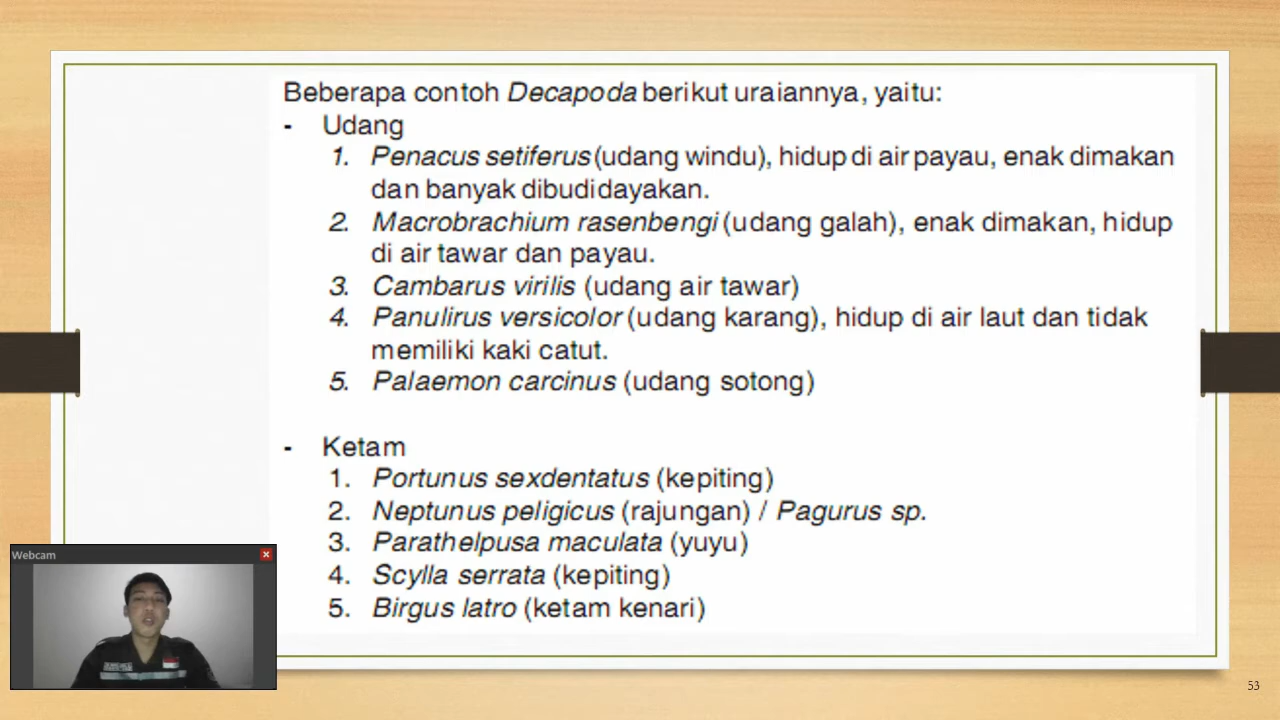 Beberapa contoh Decapoda berikut uraiannya, yaitu:
- Udang
1. Penacus setiferus (udang windu), hidup di air payau, enak dimakan
dan banyak dibudidayakan.
2. Macrobrachium rasenbengi (udang galah), enak dimakan, hidup
di air tawar dan payau.
3. Cambarus virilis (udang air tawar)
4. Panulirus versicolor (udang karang), hidup di air laut dan tidak
memiliki kaki catut.
5. Palaemon carcinus (udang sotong)
- Ketam
1. Portunus sexdentatus (kepiting)
2. Neptunus peligicus (rajungan) / Pagurus sp.
3. Parathelpusa maculata (yuyu)
4. Scylla serrata (kepiting)
5. Birgus latro (ketam kenari)
Webcam
53